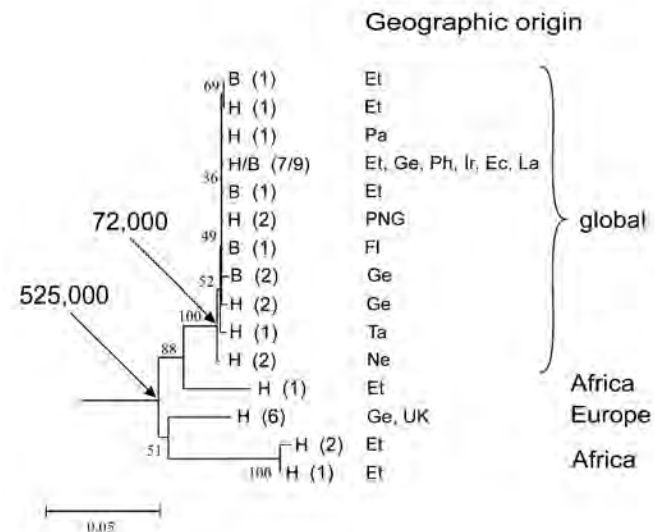 Geographic origin
69 B (1) Et
H (1) Et
H (1) Pa
36 H/B (7/9) Et, Ge, Ph, Ir, Ec, La
B (1) Et
72,000 H (2) PNG global
49 B (1) Fl
525,000 52 B (2) Ge
H (2) Ge
100 H (1) Ta
88 H (2) Ne
H (1) Et Africa
H (6) Ge, UK Europe
51 H (2) Et Africa
100 H (1) Et
0.05